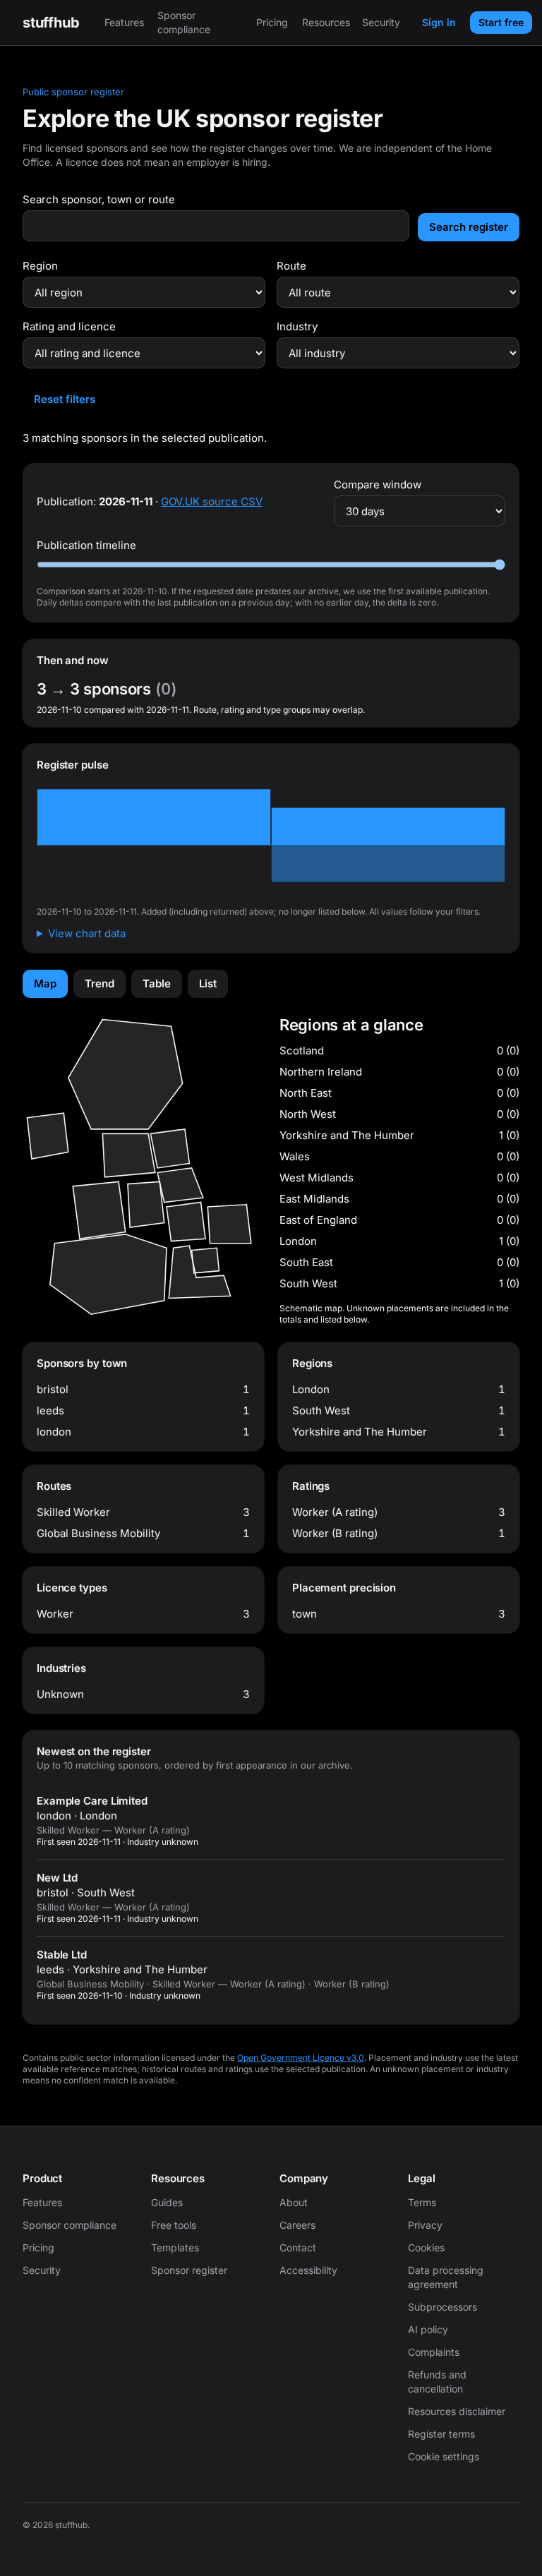 stuffhub
Features
Sponsor
compliance
Pricing
Resources
Security
Sign in
Start free
Public sponsor register
Explore the UK sponsor register
Find licensed sponsors and see how the register changes over time. We are independent of the Home
Office. A licence does not mean an employer is hiring.
Search sponsor, town or route
Search register
Region
Route
All region
All route
Rating and licence
Industry
All rating and licence
All industry
Reset filters
3 matching sponsors in the selected publication.
Compare window
Publication: 2026-11-11 · GOV.UK source CSV
30 days
Publication timeline
Comparison starts at 2026-11-10. If the requested date predates our archive, we use the first available publication.
Daily deltas compare with the last publication on a previous day; with no earlier day, the delta is zero.
Then and now
3 → 3 sponsors (0)
2026-11-10 compared with 2026-11-11. Route, rating and type groups may overlap.
Register pulse
2026-11-10 to 2026-11-11. Added (including returned) above; no longer listed below. All values follow your filters.
View chart data
Map
Trend
Table
List
Regions at a glance
Scotland 0 (0)
Northern Ireland 0 (0)
North East 0 (0)
North West 0 (0)
Yorkshire and The Humber 1 (0)
Wales 0 (0)
West Midlands 0 (0)
East Midlands 0 (0)
East of England 0 (0)
London 1 (0)
South East 0 (0)
South West 1 (0)
Schematic map. Unknown placements are included in the
totals and listed below.
Sponsors by town
bristol 1
leeds 1
london 1
Regions
London 1
South West 1
Yorkshire and The Humber 1
Routes
Skilled Worker 3
Global Business Mobility 1
Ratings
Worker (A rating) 3
Worker (B rating) 1
Licence types
Worker 3
Placement precision
town 3
Industries
Unknown 3
Newest on the register
Up to 10 matching sponsors, ordered by first appearance in our archive.
Example Care Limited
london · London
Skilled Worker — Worker (A rating)
First seen 2026-11-11 · Industry unknown
New Ltd
bristol · South West
Skilled Worker — Worker (A rating)
First seen 2026-11-11 · Industry unknown
Stable Ltd
leeds · Yorkshire and The Humber
Global Business Mobility · Skilled Worker — Worker (A rating) · Worker (B rating)
First seen 2026-11-10 · Industry unknown
Contains public sector information licensed under the Open Government Licence v3.0. Placement and industry use the latest
available reference matches; historical routes and ratings use the selected publication. An unknown placement or industry
means no confident match is available.
Product
Features
Sponsor compliance
Pricing
Security
Resources
Guides
Free tools
Templates
Sponsor register
Company
About
Careers
Contact
Accessibility
Legal
Terms
Privacy
Cookies
Data processing
agreement
Subprocessors
AI policy
Complaints
Refunds and
cancellation
Resources disclaimer
Register terms
Cookie settings
© 2026 stuffhub.